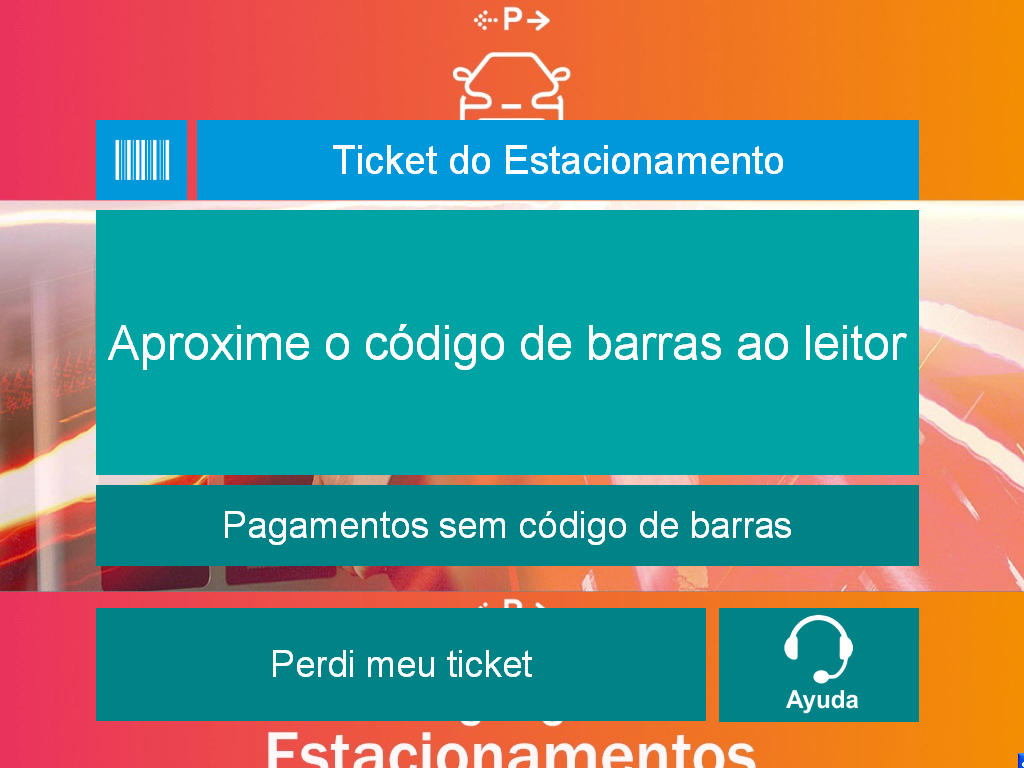 P
Ticket do Estacionamento
Aproxime o código de barras ao leitor
Pagamentos sem código de barras
Perdi meu ticket
Ayuda
Estacionamentos